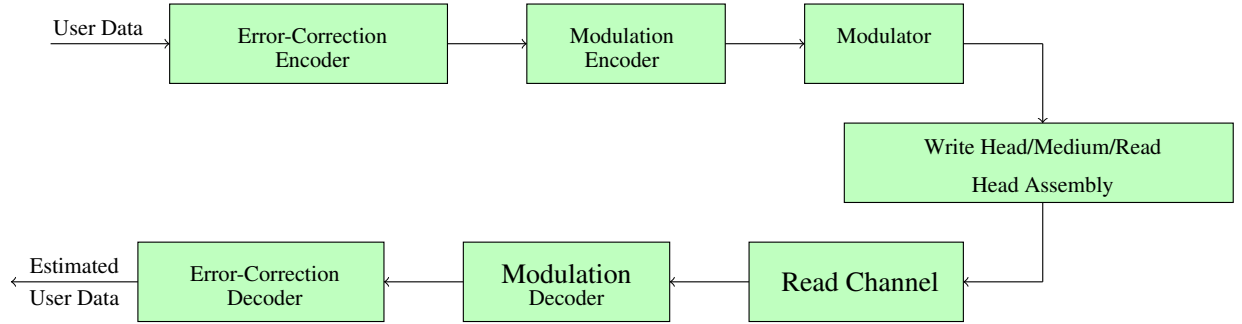 User Data
Error-Correction
Encoder
Modulation
Encoder
Modulator
Write Head/Medium/Read
Head Assembly
Estimated
User Data
Error-Correction
Decoder
Modulation
Decoder
Read Channel